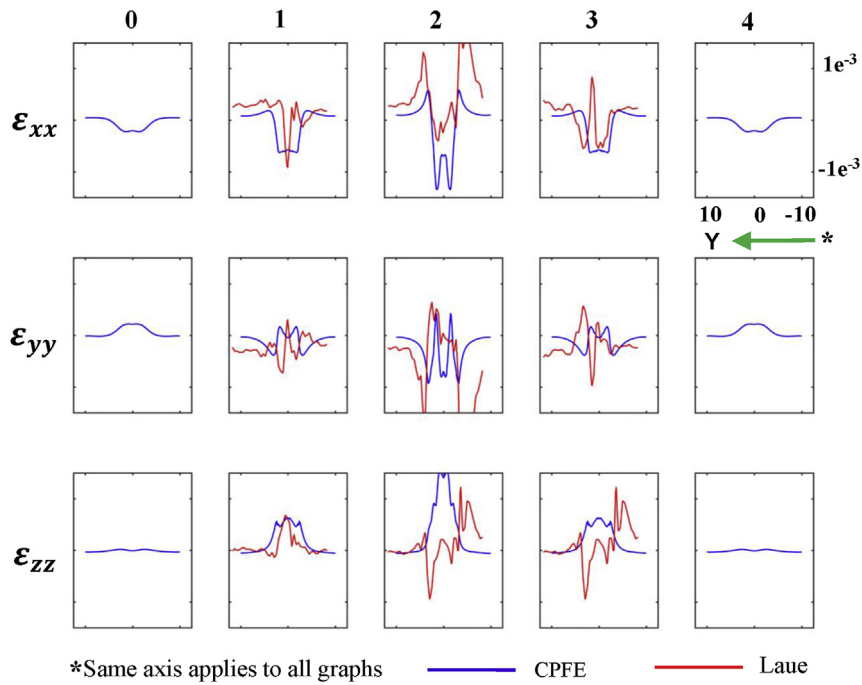 0 1 2 3 4
εxx
1e-3
-1e-3
10 0 -10
Y *
εyy
εzz
*Same axis applies to all graphs CPFE Laue